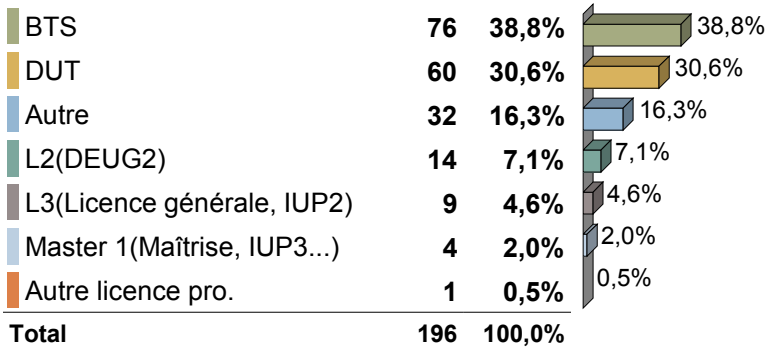 BTS 76 38,8% 38,8%
DUT 60 30,6% 30,6%
Autre 32 16,3% 16,3%
L2(DEUG2) 14 7,1% 7,1%
L3(Licence générale, IUP2) 9 4,6% 4,6%
Master 1(Maîtrise, IUP3...) 4 2,0% 2,0%
Autre licence pro. 1 0,5% 0,5%
Total 196 100,0%